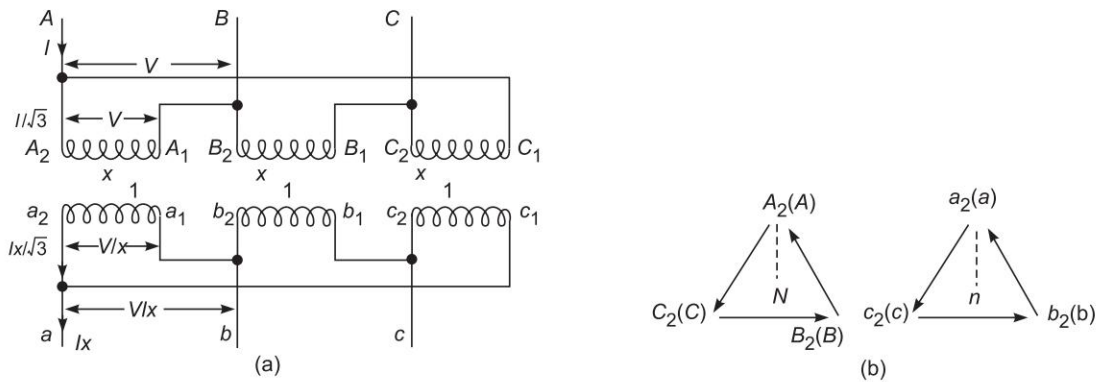 A B C
I V
I/√3 V
A₂ A₁ B₂ B₁ C₂ C₁
x x x
1 1 1
a₂ a₁ b₂ b₁ c₂ c₁
Ix/√3 V/x
V/x
a Ix b c
(a)
A₂(A) a₂(a)
N n
C₂(C) B₂(B) c₂(c) b₂(b)
(b)